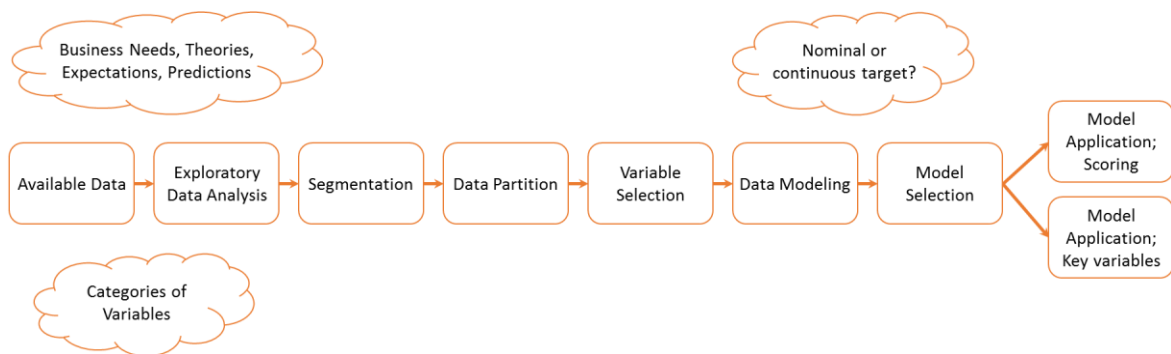 Business Needs, Theories,
Expectations, Predictions
Nominal or
continuous target?
Available Data
Exploratory
Data Analysis
Segmentation
Data Partition
Variable
Selection
Data Modeling
Model
Selection
Model
Application;
Scoring
Model
Application;
Key variables
Categories of
Variables